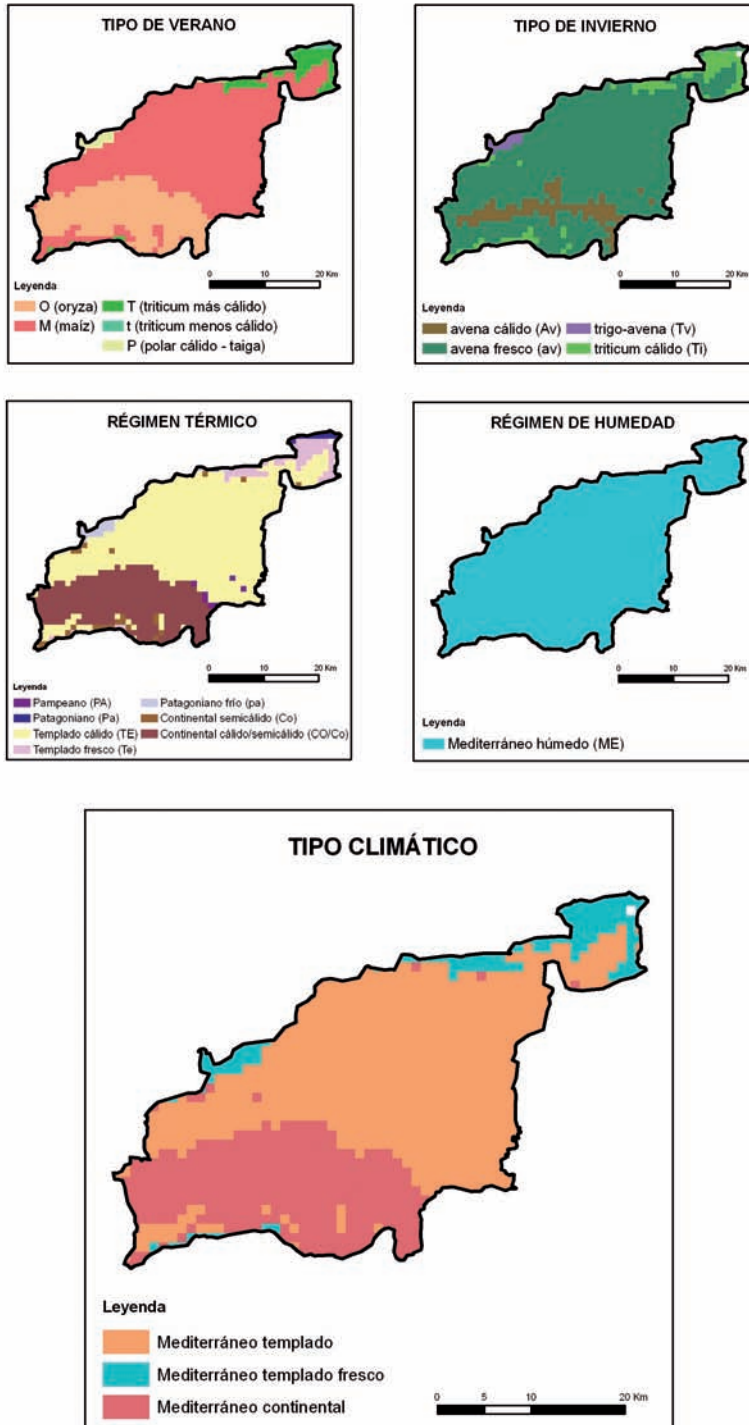 TIPO DE VERANO
0 10 20 Km
Leyenda
O (oryza) T (triticum más cálido)
M (maíz) t (triticum menos cálido)
P (polar cálido - taiga)
TIPO DE INVIERNO
0 10 20 Km
Leyenda
avena cálido (Av) trigo-avena (Tv)
avena fresco (av) triticum cálido (Ti)
RÉGIMEN TÉRMICO
0 10 20 Km
Leyenda
Pampeano (PA) Patagoniano frío (pa)
Patagoniano (Pa) Continental semicálido (Co)
Templado cálido (TE) Continental cálido/semicálido (CO/Co)
Templado fresco (Te)
RÉGIMEN DE HUMEDAD
0 10 20 Km
Leyenda
Mediterráneo húmedo (ME)
TIPO CLIMÁTICO
Leyenda
Mediterráneo templado
Mediterráneo templado fresco
Mediterráneo continental
0 5 10 20 Km